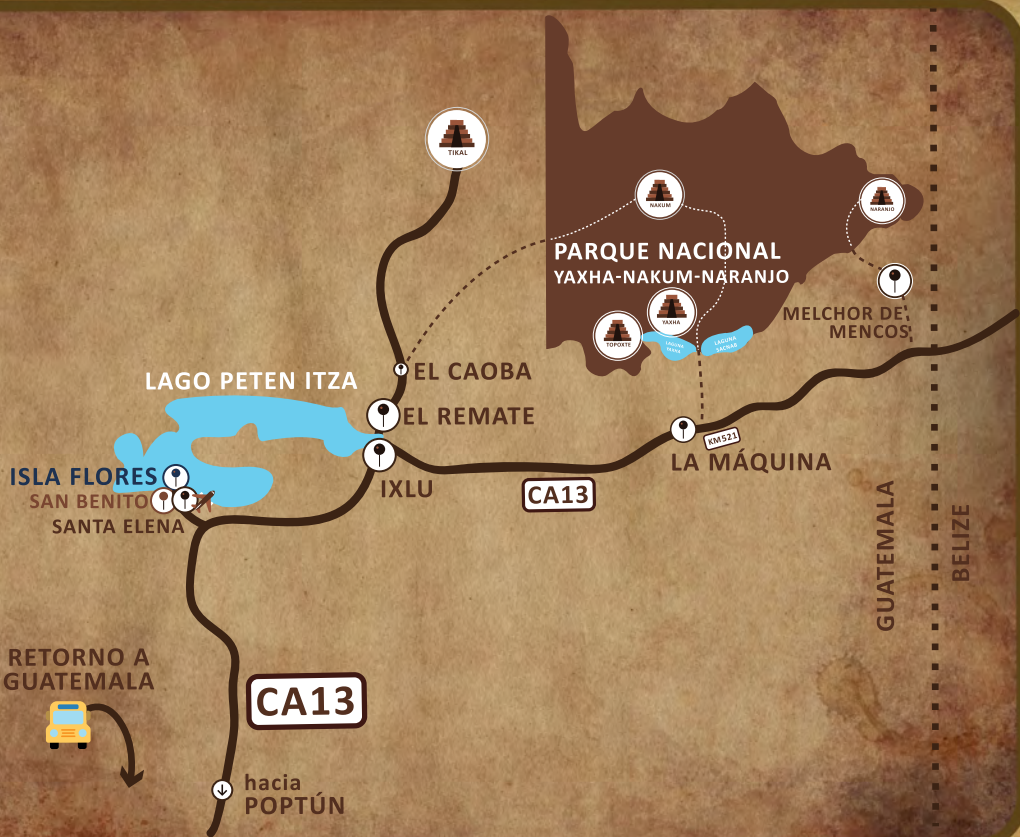 TIKAL
NAKUM
NARANJO
PARQUE NACIONAL
YAXHA-NAKUM-NARANJO
YAXHA
TOPOXTE
LAGUNA
YAXHA
LAGUNA
SACNAB
MELCHOR DE
MENCOS
EL CAOBA
LAGO PETEN ITZA
EL REMATE
KM 521
LA MÁQUINA
ISLA FLORES
IXLU
SAN BENITO
CA13
SANTA ELENA
GUATEMALA
BELIZE
RETORNO A
GUATEMALA
CA13
hacia
POPTÚN